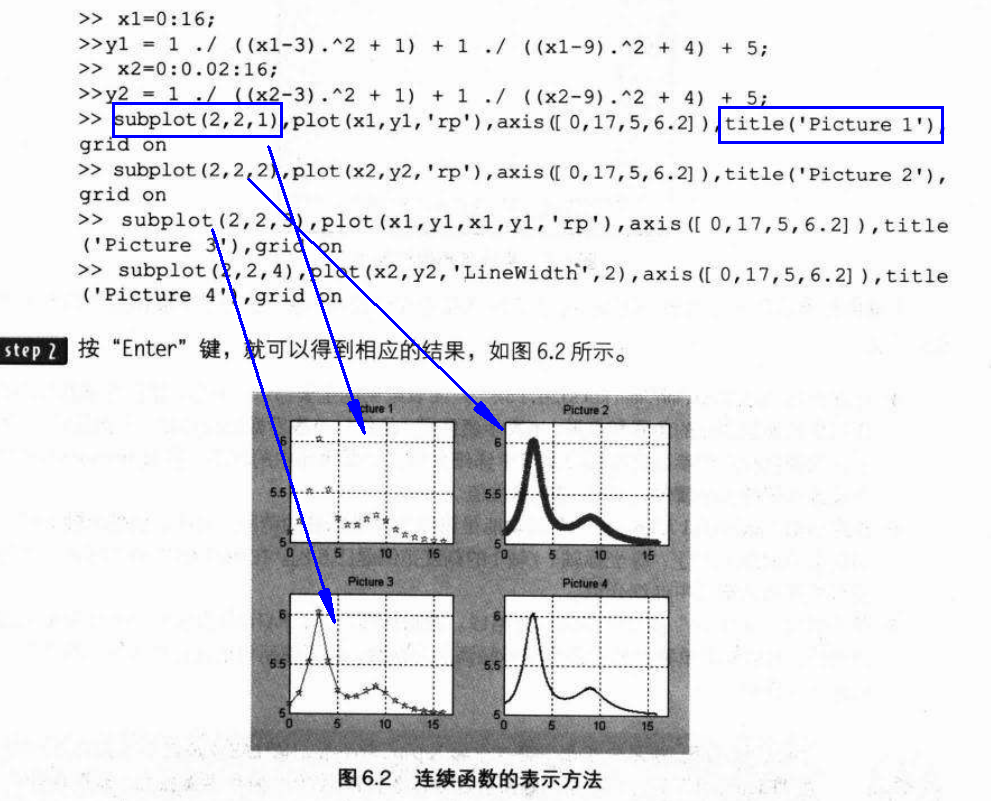 >> x1=0:16;
>>y1 = 1 ./ ((x1-3).^2 + 1) + 1 ./ ((x1-9).^2 + 4) + 5;
>> x2=0:0.02:16;
>>y2 = 1 ./ ((x2-3).^2 + 1) + 1 ./ ((x2-9).^2 + 4) + 5;
>> subplot(2,2,1),plot(x1,y1,'rp'),axis([ 0,17,5,6.2] ),title('Picture 1'),
grid on
>> subplot(2,2,2),plot(x2,y2,'rp'),axis([ 0,17,5,6.2] ),title('Picture 2'),
grid on
>> subplot(2,2,3),plot(x1,y1,x1,y1,'rp'),axis([ 0,17,5,6.2] ),title
('Picture 3'),grid on
>> subplot(2,2,4),plot(x2,y2,'LineWidth',2),axis([ 0,17,5,6.2] ),title
('Picture 4'),grid on
step 2 按 “Enter” 键，就可以得到相应的结果，如图 6.2 所示。
Picture 1
6
5.5
5
0 5 10 15
Picture 2
6
5.5
5
0 5 10 15
Picture 3
6
5.5
5
0 5 10 15
Picture 4
6
5.5
5
0 5 10 15
图 6.2 连续函数的表示方法